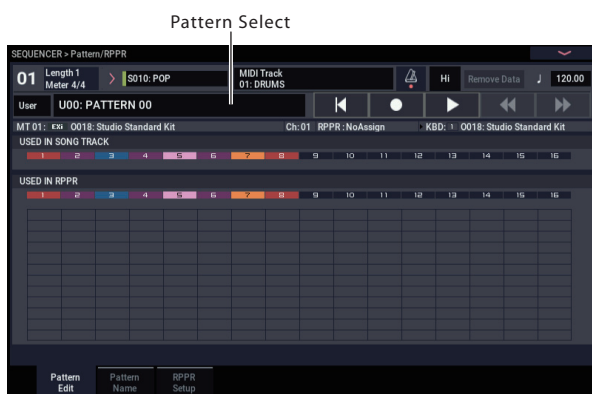 Pattern Select
SEQUENCER > Pattern/RPPR
01 Length 1 Meter 4/4 > S010: POP MIDI Track 01: DRUMS Hi Remove Data ♩ 120.00
User U00: PATTERN 00
MT 01: EXi 0018: Studio Standard Kit Ch:01 RPPR:NoAssign KBD: 1 0018: Studio Standard Kit
USED IN SONG TRACK
1 2 3 4 5 6 7 8 9 10 11 12 13 14 15 16
USED IN RPPR
1 2 3 4 5 6 7 8 9 10 11 12 13 14 15 16
Pattern Edit Pattern Name RPPR Setup